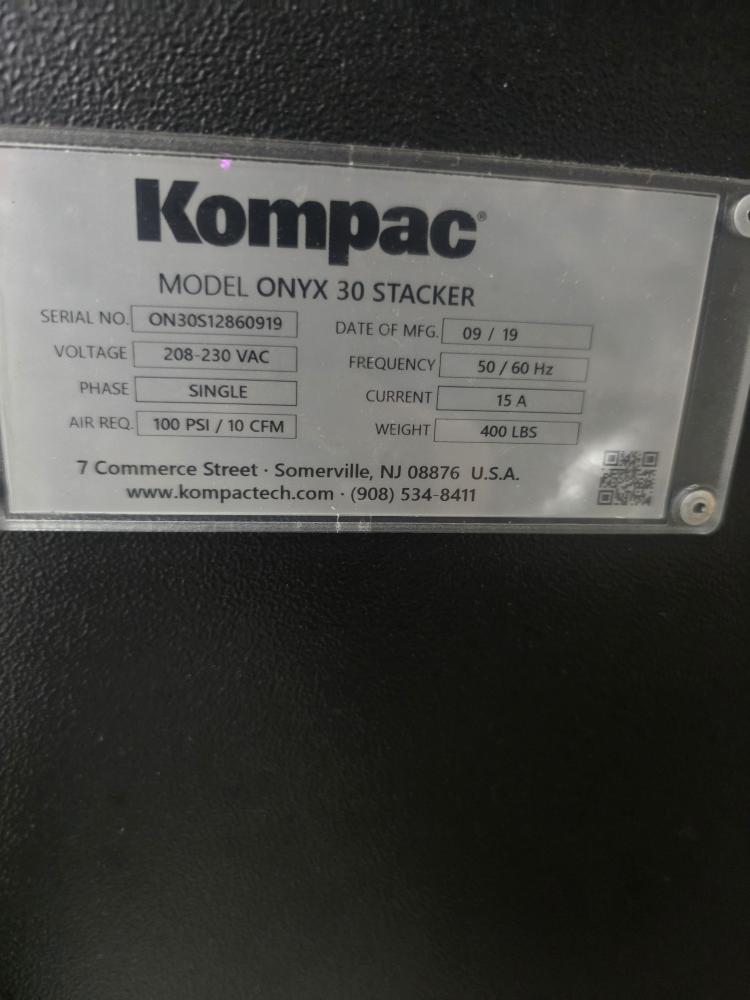 Kompac®
MODEL ONYX 30 STACKER
SERIAL NO. ON30S12860919 DATE OF MFG. 09 / 19
VOLTAGE 208-230 VAC FREQUENCY 50 / 60 Hz
PHASE SINGLE CURRENT 15 A
AIR REQ. 100 PSI / 10 CFM WEIGHT 400 LBS
7 Commerce Street · Somerville, NJ 08876 U.S.A.
www.kompactech.com · (908) 534-8411